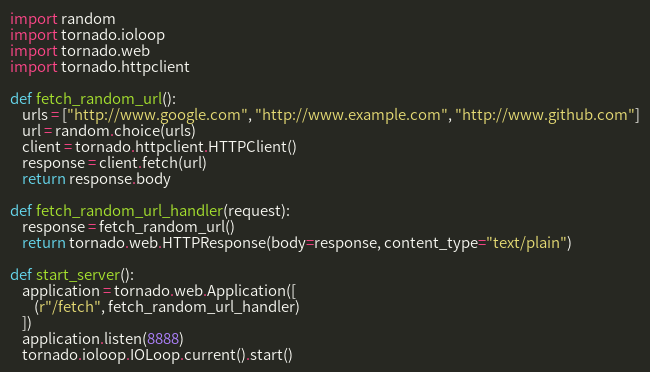 import random
import tornado.ioloop
import tornado.web
import tornado.httpclient

def fetch_random_url():
    urls = ["http://www.google.com", "http://www.example.com", "http://www.github.com"]
    url = random.choice(urls)
    client = tornado.httpclient.HTTPClient()
    response = client.fetch(url)
    return response.body

def fetch_random_url_handler(request):
    response = fetch_random_url()
    return tornado.web.HTTPResponse(body=response, content_type="text/plain")

def start_server():
    application = tornado.web.Application([
        (r"/fetch", fetch_random_url_handler)
    ])
    application.listen(8888)
    tornado.ioloop.IOLoop.current().start()